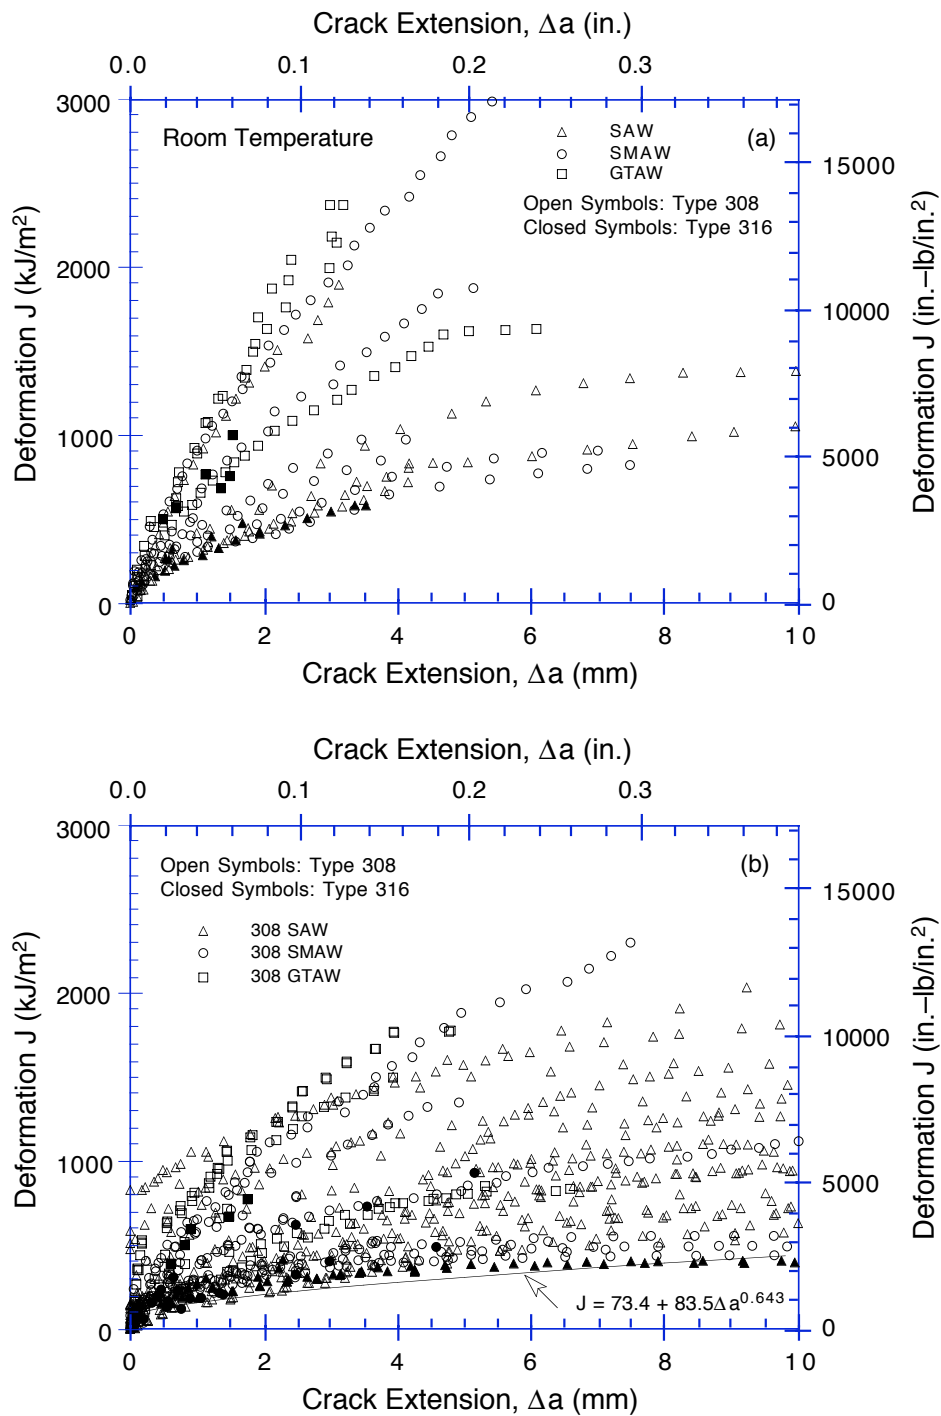 Crack Extension, Δa (in.)
0.0 0.1 0.2 0.3
3000
Room Temperature
SAW
(a)
SMAW
GTAW
15000
Open Symbols: Type 308
Closed Symbols: Type 316
Deformation J (kJ/m²)
2000
10000
Deformation J (in.–lb/in.²)
1000
5000
0
0
0 2 4 6 8 10
Crack Extension, Δa (mm)
Crack Extension, Δa (in.)
0.0 0.1 0.2 0.3
3000
Open Symbols: Type 308
(b)
Closed Symbols: Type 316
15000
308 SAW
308 SMAW
308 GTAW
Deformation J (kJ/m²)
2000
10000
Deformation J (in.–lb/in.²)
1000
5000
J = 73.4 + 83.5Δa⁰·⁶⁴³
0
0
0 2 4 6 8 10
Crack Extension, Δa (mm)